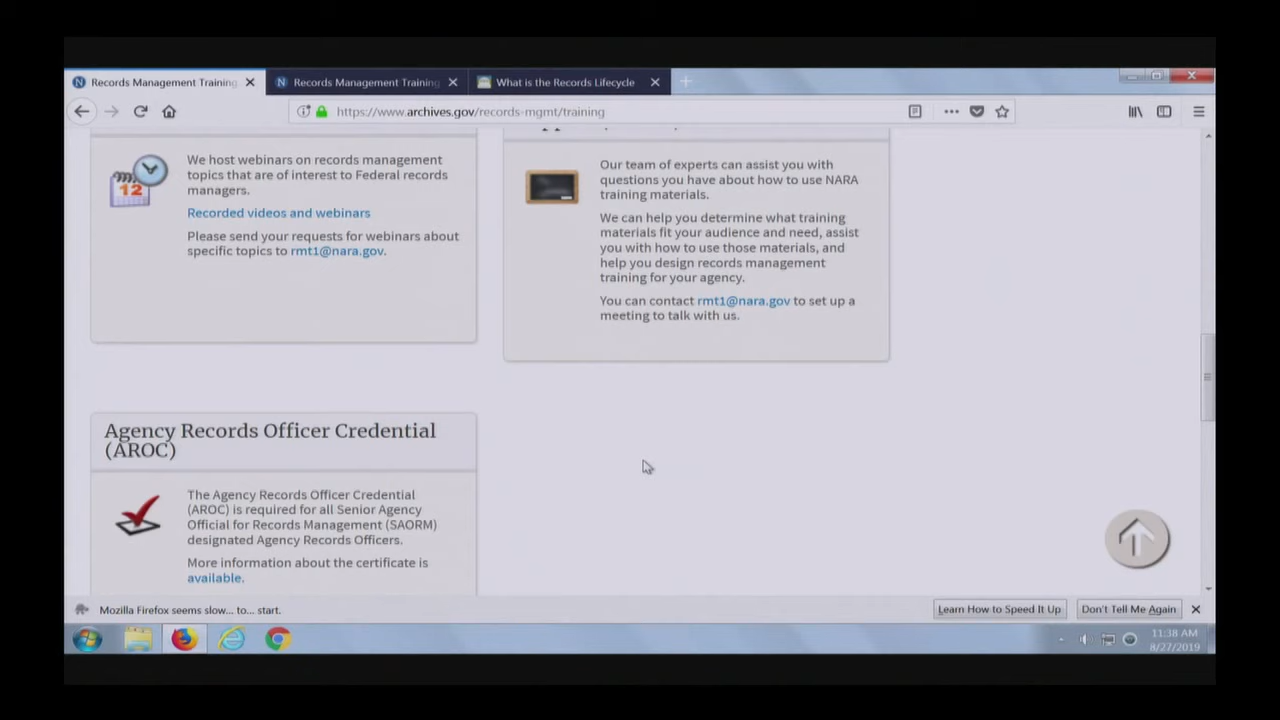 Records Management Training
Records Management Training
What is the Records Lifecycle
https://www.archives.gov/records-mgmt/training
12
We host webinars on records management
topics that are of interest to Federal records
managers.
Recorded videos and webinars
Please send your requests for webinars about
specific topics to rmt1@nara.gov.
Our team of experts can assist you with
questions you have about how to use NARA
training materials.
We can help you determine what training
materials fit your audience and need, assist
you with how to use those materials, and
help you design records management
training for your agency.
You can contact rmt1@nara.gov to set up a
meeting to talk with us.
Agency Records Officer Credential
(AROC)
The Agency Records Officer Credential
(AROC) is required for all Senior Agency
Official for Records Management (SAORM)
designated Agency Records Officers.
More information about the certificate is
available.
Mozilla Firefox seems slow... to... start.
Learn How to Speed It Up
Don't Tell Me Again
11:38 AM
8/27/2019